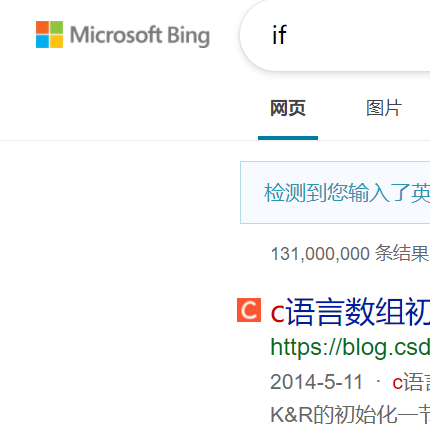 Microsoft Bing
if
网页 图片
检测到您输入了英
131,000,000 条结果
C
c语言数组初
https://blog.csd
2014-5-11 · c语言
K&R的初始化一节